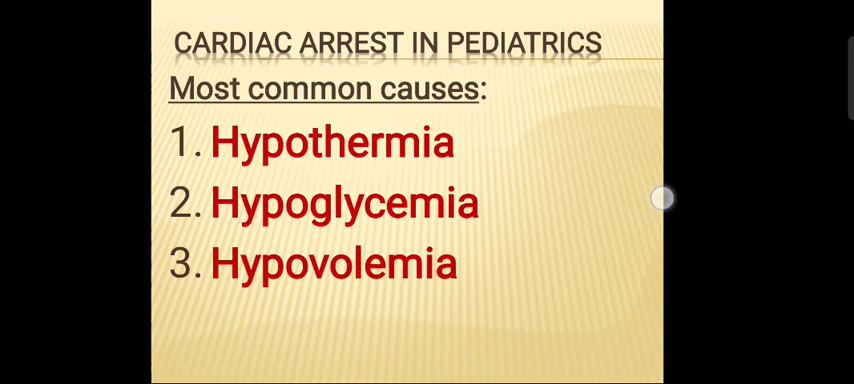 CARDIAC ARREST IN PEDIATRICS
Most common causes:
1. Hypothermia
2. Hypoglycemia
3. Hypovolemia